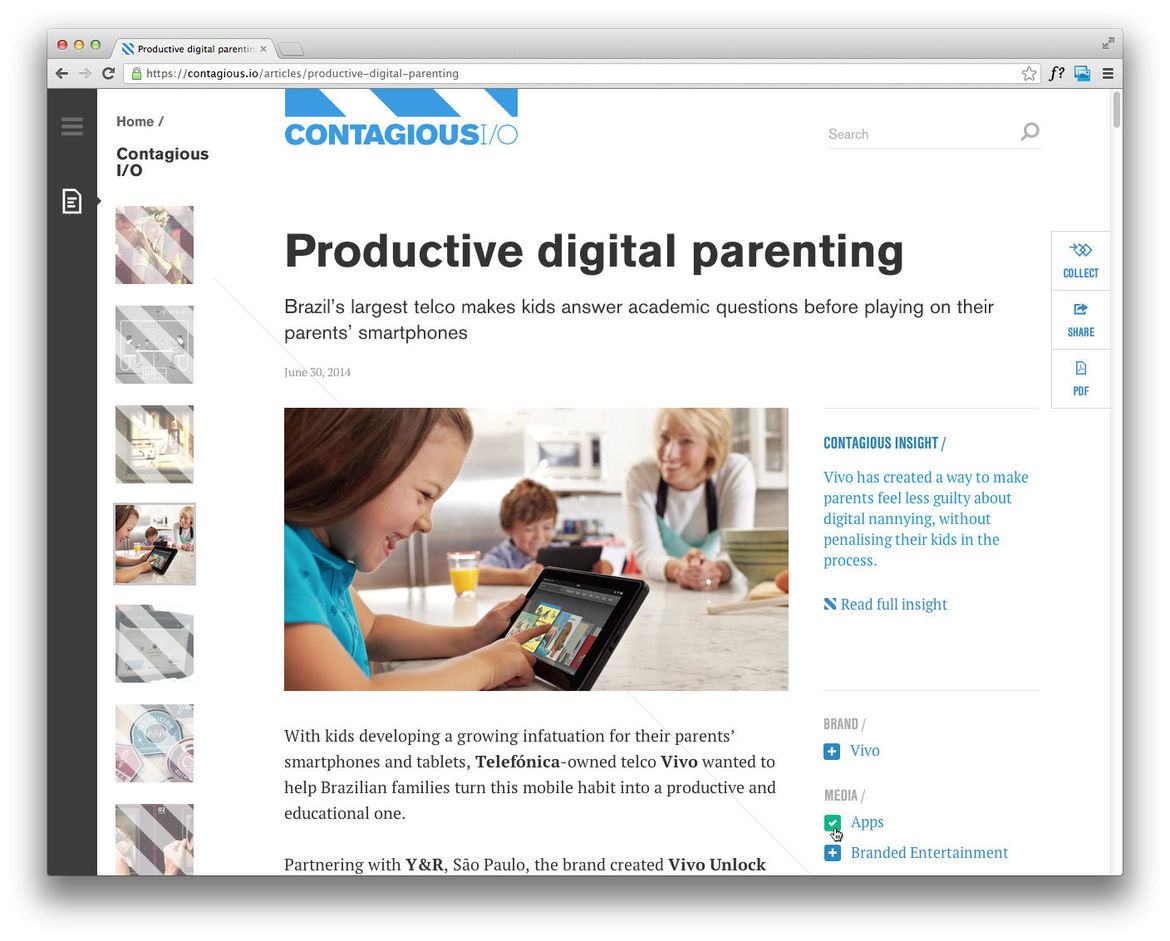 Productive digital parentin
https://contagious.io/articles/productive-digital-parenting
f?
Home /
Contagious
I/O
CONTAGIOUSI/O
Search
Productive digital parenting
Brazil's largest telco makes kids answer academic questions before playing on their
parents' smartphones
June 30, 2014
COLLECT
SHARE
PDF
CONTAGIOUS INSIGHT /
Vivo has created a way to make
parents feel less guilty about
digital nannying, without
penalising their kids in the
process.
Read full insight
With kids developing a growing infatuation for their parents'
smartphones and tablets, Telefónica-owned telco Vivo wanted to
help Brazilian families turn this mobile habit into a productive and
educational one.
Partnering with Y&R, São Paulo, the brand created Vivo Unlock
BRAND /
Vivo
MEDIA /
Apps
Branded Entertainment